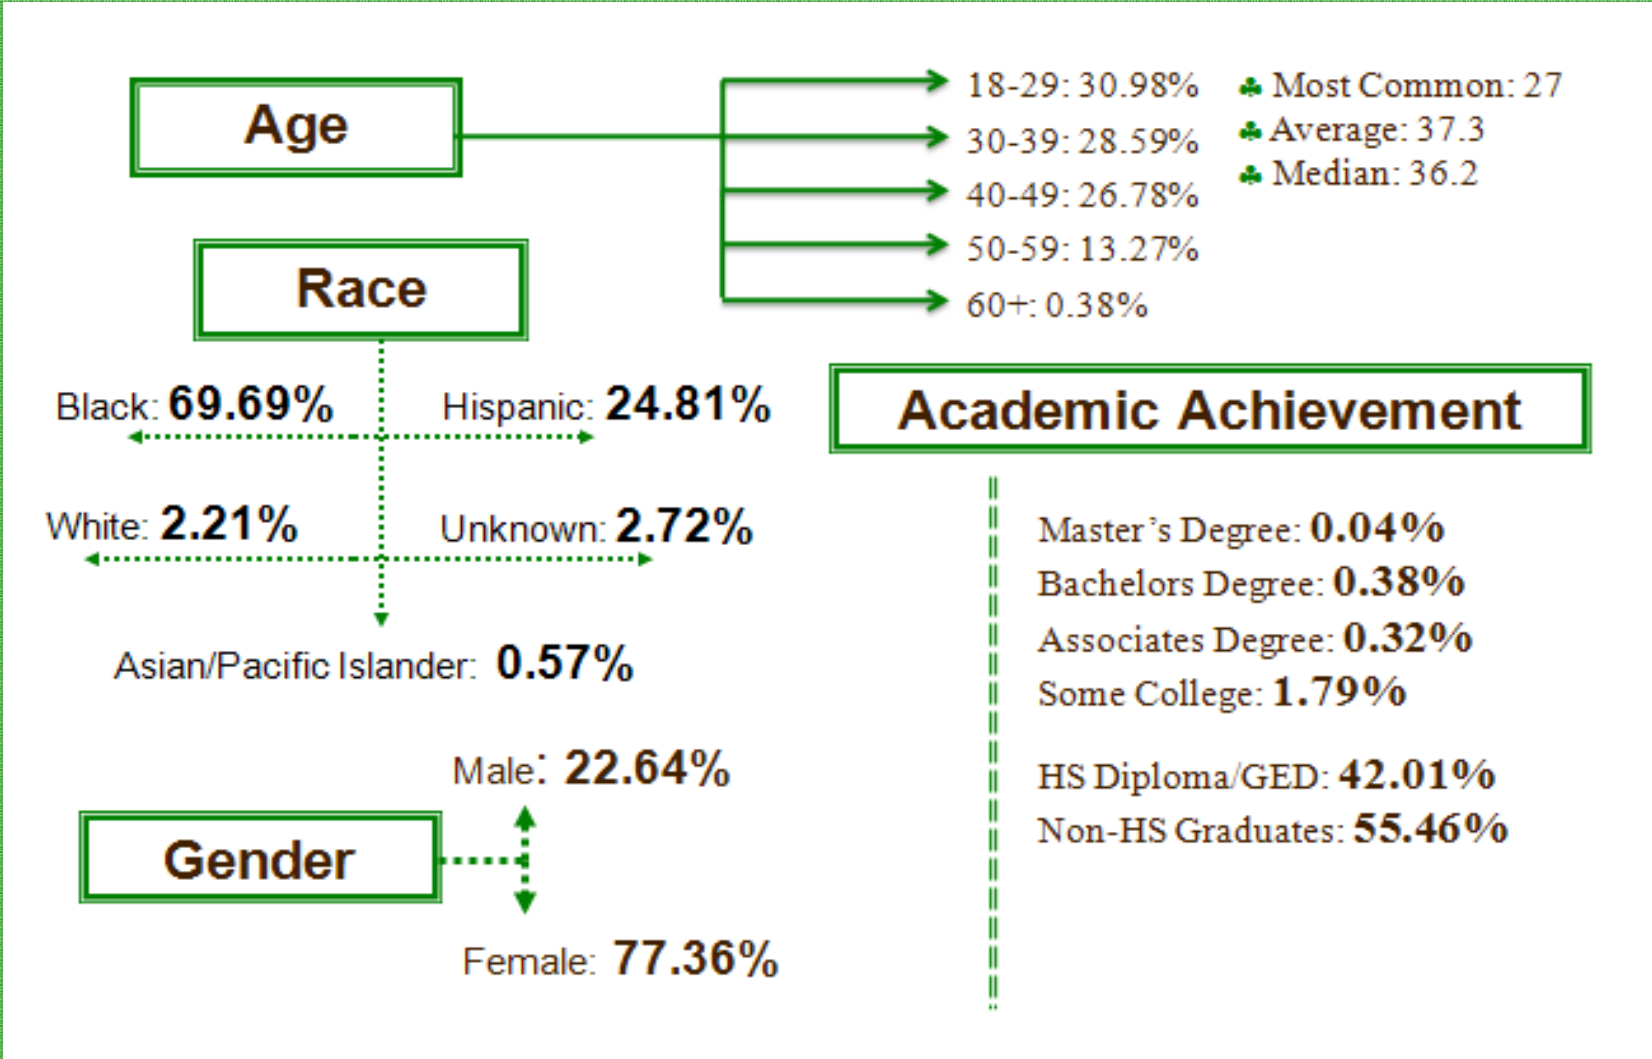 Age
18-29: 30.98%
30-39: 28.59%
40-49: 26.78%
50-59: 13.27%
60+: 0.38%
Most Common: 27
Average: 37.3
Median: 36.2
Race
Black: 69.69%
Hispanic: 24.81%
White: 2.21%
Unknown: 2.72%
Asian/Pacific Islander: 0.57%
Academic Achievement
Master’s Degree: 0.04%
Bachelors Degree: 0.38%
Associates Degree: 0.32%
Some College: 1.79%
HS Diploma/GED: 42.01%
Non-HS Graduates: 55.46%
Gender
Male: 22.64%
Female: 77.36%